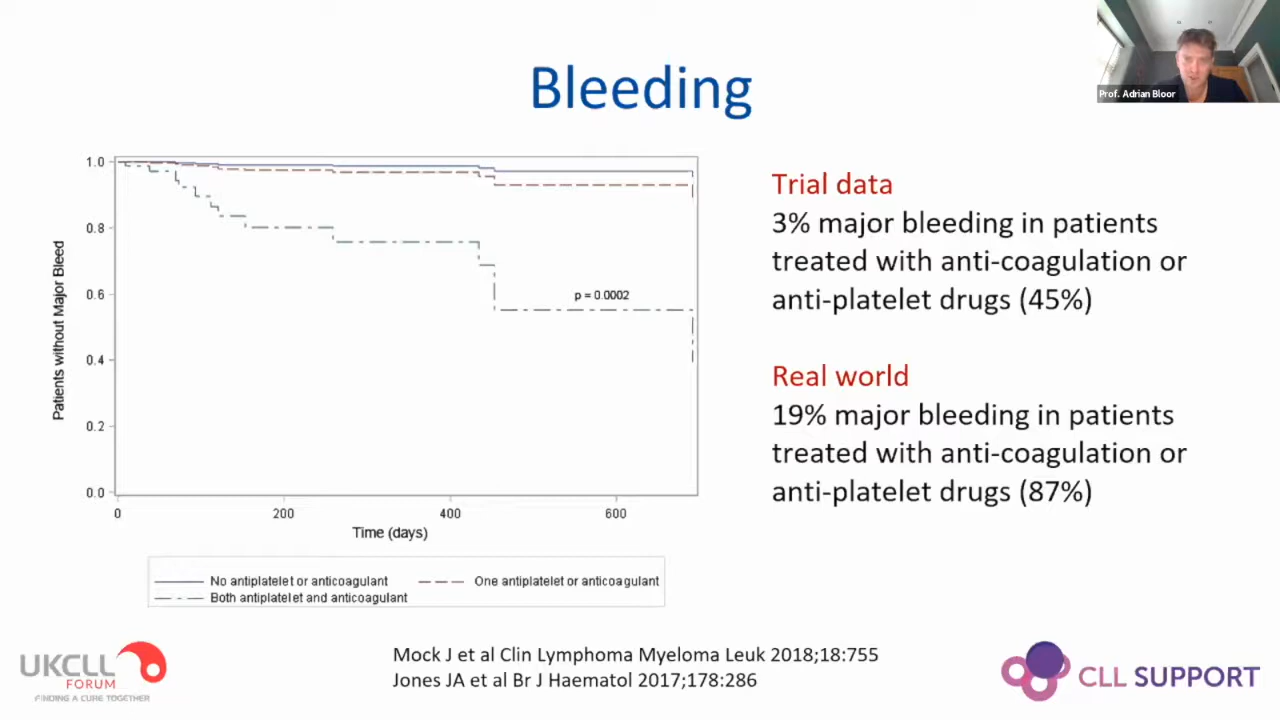 Prof. Adrian Bloor
Bleeding
1.0
0.8
0.6
0.4
0.2
0.0
Patients without Major Bleed
p = 0.0002
0
200
400
600
Time (days)
No antiplatelet or anticoagulant
One antiplatelet or anticoagulant
Both antiplatelet and anticoagulant
Trial data
3% major bleeding in patients
treated with anti-coagulation or
anti-platelet drugs (45%)
Real world
19% major bleeding in patients
treated with anti-coagulation or
anti-platelet drugs (87%)
Mock J et al Clin Lymphoma Myeloma Leuk 2018;18:755
Jones JA et al Br J Haematol 2017;178:286
UKCLL
FORUM
FINDING A CURE TOGETHER
CLL SUPPORT